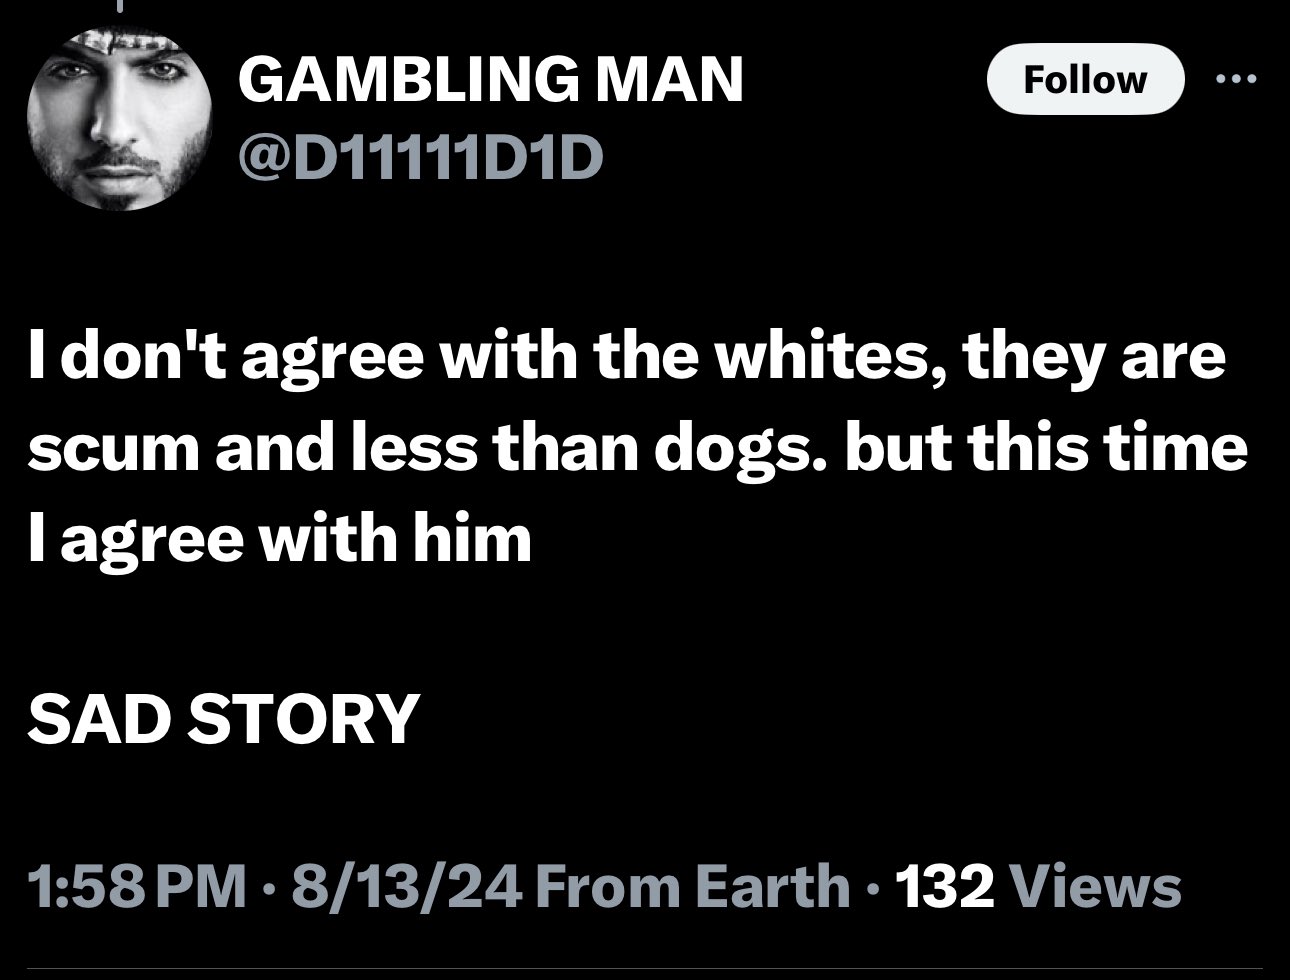 GAMBLING MAN
@D11111D1D
Follow
I don't agree with the whites, they are
scum and less than dogs. but this time
I agree with him
SAD STORY
1:58 PM · 8/13/24 From Earth · 132 Views